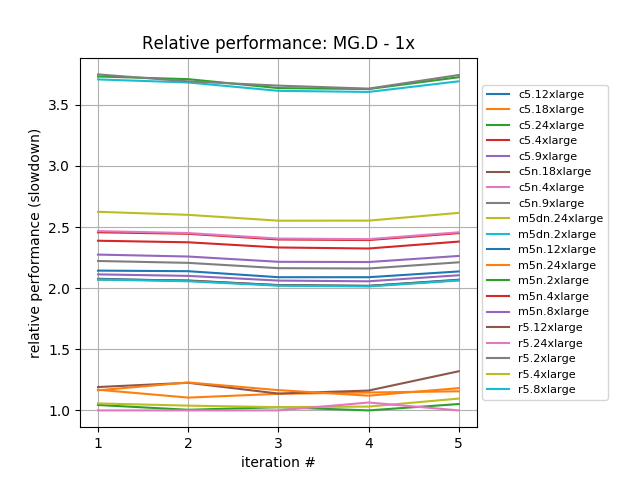 Relative performance: MG.D - 1x
relative performance (slowdown)
3.5
3.0
2.5
2.0
1.5
1.0
1 2 3 4 5
iteration #
c5.12xlarge
c5.18xlarge
c5.24xlarge
c5.4xlarge
c5.9xlarge
c5n.18xlarge
c5n.4xlarge
c5n.9xlarge
m5dn.24xlarge
m5dn.2xlarge
m5n.12xlarge
m5n.24xlarge
m5n.2xlarge
m5n.4xlarge
m5n.8xlarge
r5.12xlarge
r5.24xlarge
r5.2xlarge
r5.4xlarge
r5.8xlarge